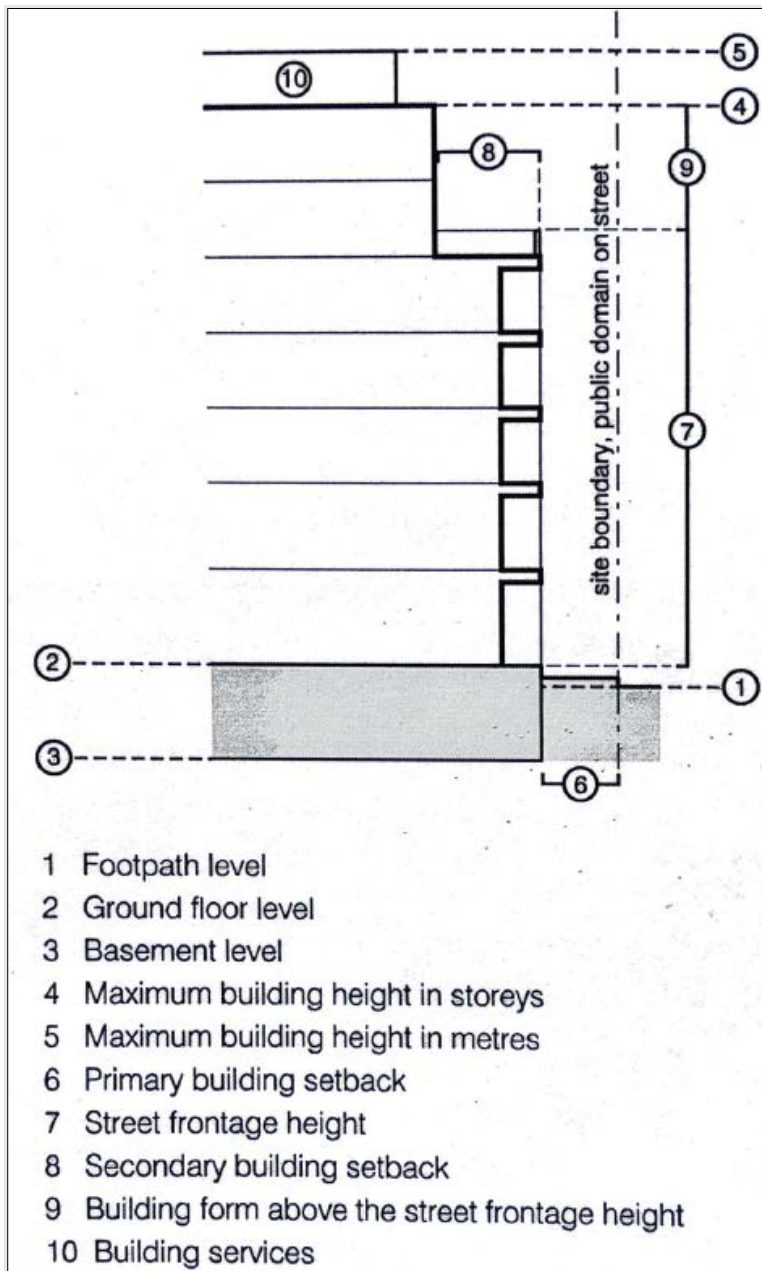 10
5
4
8
9
site boundary, public domain on street
7
2
1
3
6
1 Footpath level
2 Ground floor level
3 Basement level
4 Maximum building height in storeys
5 Maximum building height in metres
6 Primary building setback
7 Street frontage height
8 Secondary building setback
9 Building form above the street frontage height
10 Building services